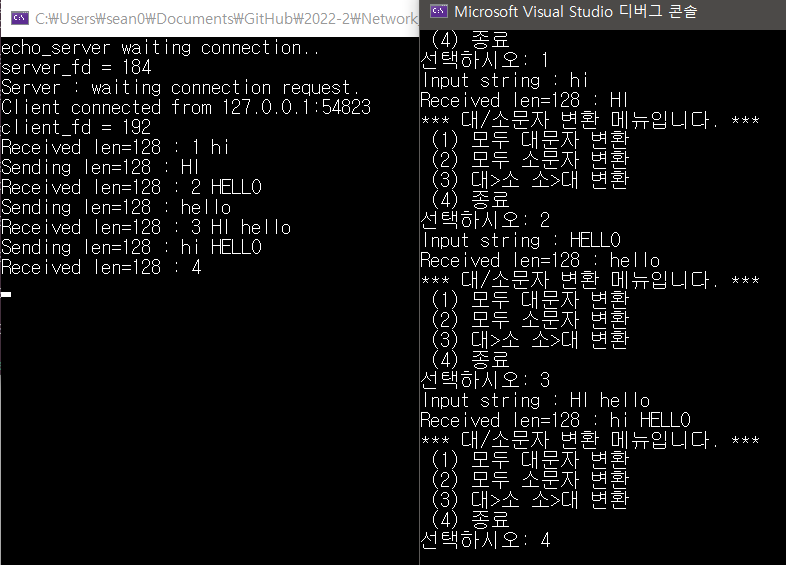 C:₩Users₩sean0₩Documents₩GitHub₩2022-2₩Network
echo_server waiting connection..
server_fd = 184
Server : waiting connection request.
Client connected from 127.0.0.1:54823
client_fd = 192
Received len=128 : 1 hi
Sending len=128 : HI
Received len=128 : 2 HELLO
Sending len=128 : hello
Received len=128 : 3 HI hello
Sending len=128 : hi HELLO
Received len=128 : 4
Microsoft Visual Studio 디버그 콘솔
(4) 종료
선택하시오: 1
Input string : hi
Received len=128 : HI
*** 대/소문자 변환 메뉴입니다. ***
(1) 모두 대문자 변환
(2) 모두 소문자 변환
(3) 대>소 소>대 변환
(4) 종료
선택하시오: 2
Input string : HELLO
Received len=128 : hello
*** 대/소문자 변환 메뉴입니다. ***
(1) 모두 대문자 변환
(2) 모두 소문자 변환
(3) 대>소 소>대 변환
(4) 종료
선택하시오: 3
Input string : HI hello
Received len=128 : hi HELLO
*** 대/소문자 변환 메뉴입니다. ***
(1) 모두 대문자 변환
(2) 모두 소문자 변환
(3) 대>소 소>대 변환
(4) 종료
선택하시오: 4